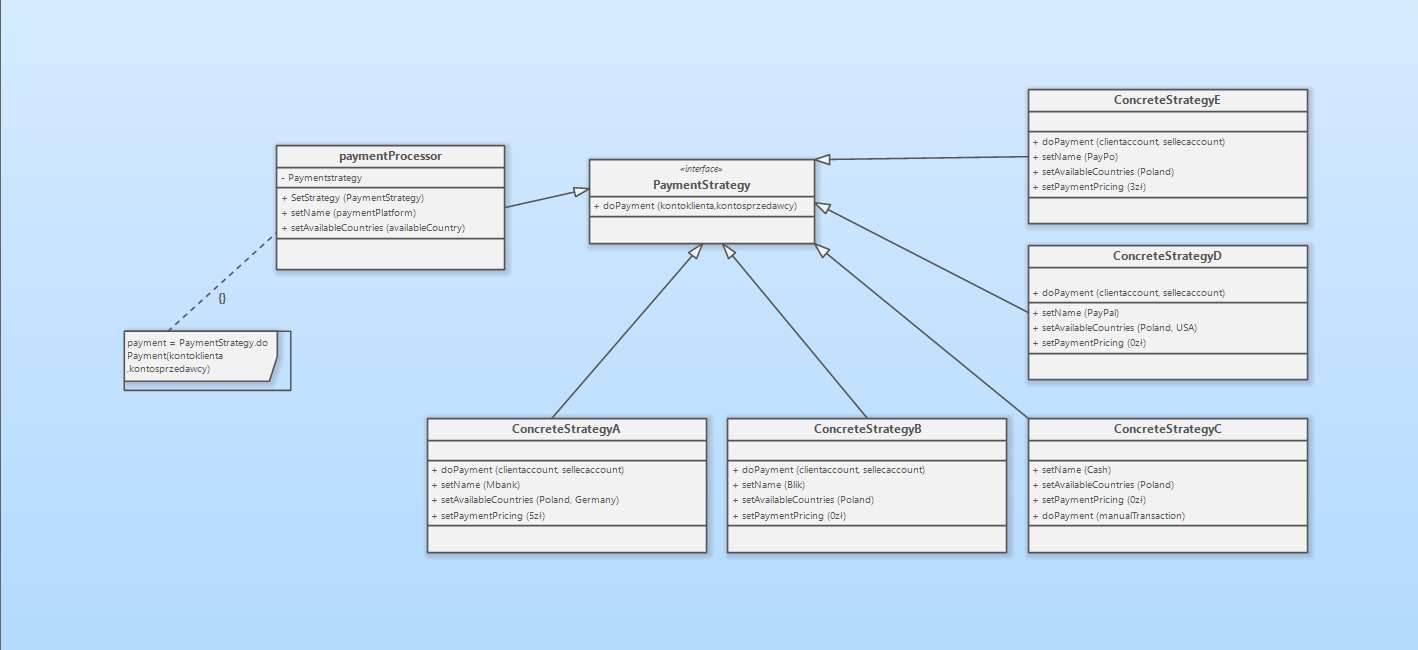 paymentProcessor
- Paymentstrategy
+ SetStrategy (PaymentStrategy)
+ setName (paymentPlatform)
+ setAvailableCountries (availableCountry)
{}
payment = PaymentStrategy.do
Payment(kontoklienta
,kontosprzedawcy)
«interface»
PaymentStrategy
+ doPayment (kontoklienta,kontosprzedawcy)
ConcreteStrategyE
+ doPayment (clientaccount, sellecaccount)
+ setName (PayPo)
+ setAvailableCountries (Poland)
+ setPaymentPricing (3zł)
ConcreteStrategyD
+ doPayment (clientaccount, sellecaccount)
+ setName (PayPal)
+ setAvailableCountries (Poland, USA)
+ setPaymentPricing (0zł)
ConcreteStrategyA
+ doPayment (clientaccount, sellecaccount)
+ setName (Mbank)
+ setAvailableCountries (Poland, Germany)
+ setPaymentPricing (5zł)
ConcreteStrategyB
+ doPayment (clientaccount, sellecaccount)
+ setName (Blik)
+ setAvailableCountries (Poland)
+ setPaymentPricing (0zł)
ConcreteStrategyC
+ setName (Cash)
+ setAvailableCountries (Poland)
+ setPaymentPricing (0zł)
+ doPayment (manualTransaction)